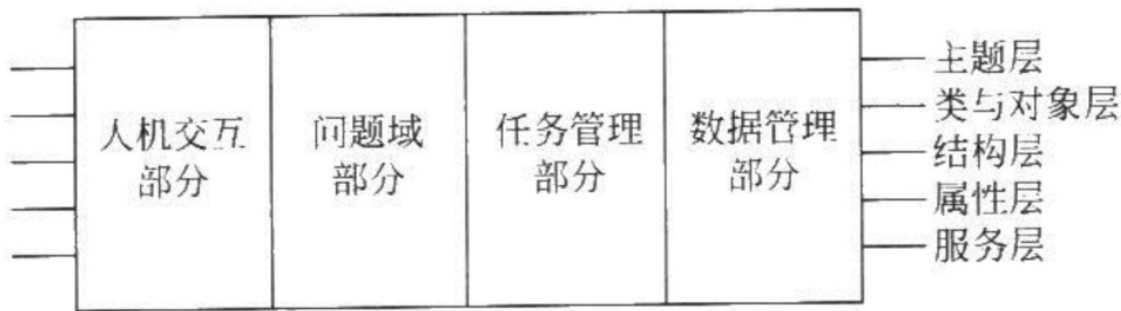 人机交互
部分
问题域
部分
任务管理
部分
数据管理
部分
主题层
类与对象层
结构层
属性层
服务层